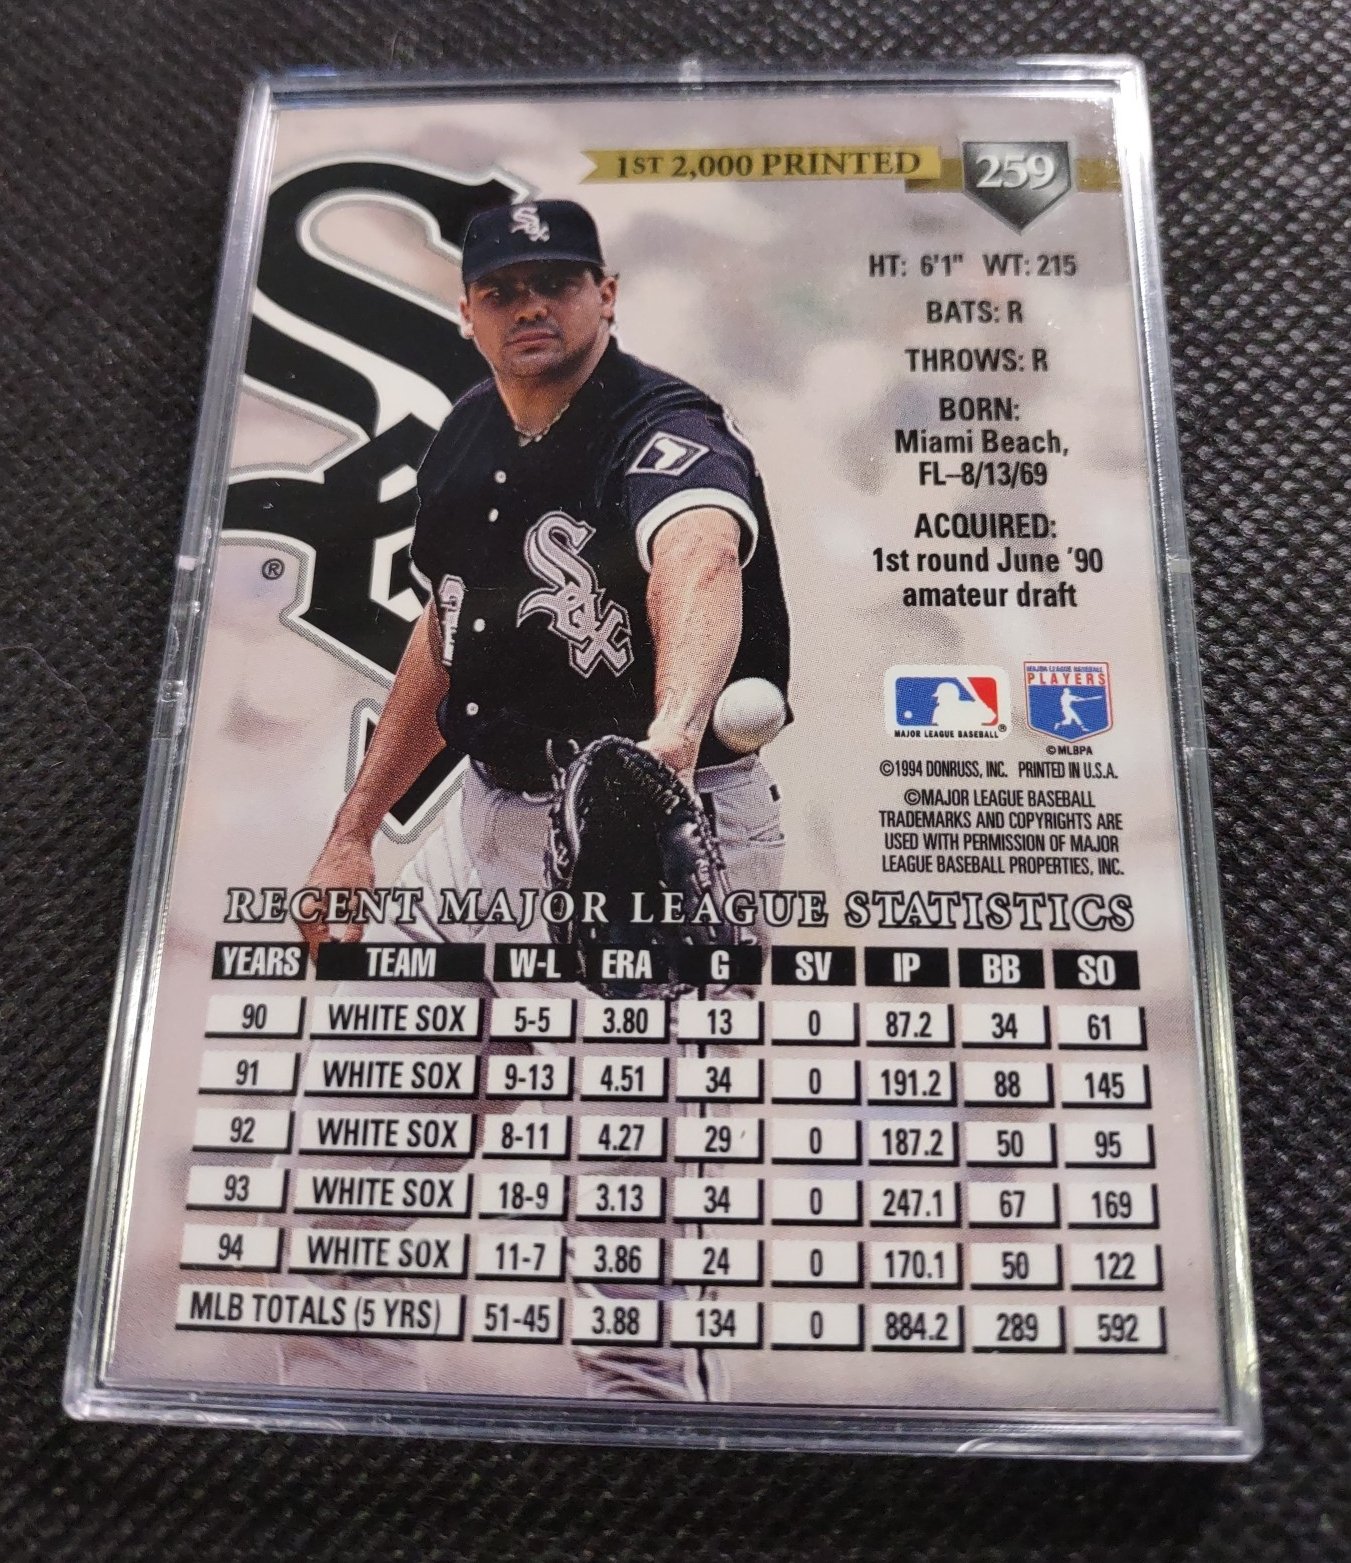 1ST 2,000 PRINTED 259
Sox
HT: 6'1" WT: 215
BATS: R
THROWS: R
BORN:
Miami Beach,
FL–8/13/69
ACQUIRED:
1st round June '90
amateur draft
Sox
®
MAJOR LEAGUE BASEBALL®
MAJOR LEAGUE BASEBALL
PLAYERS
©MLBPA
©1994 DONRUSS, INC. PRINTED IN U.S.A.
©MAJOR LEAGUE BASEBALL
TRADEMARKS AND COPYRIGHTS ARE
USED WITH PERMISSION OF MAJOR
LEAGUE BASEBALL PROPERTIES, INC.
RECENT MAJOR LEAGUE STATISTICS
YEARS TEAM W-L ERA G SV IP BB SO
90 WHITE SOX 5-5 3.80 13 0 87.2 34 61
91 WHITE SOX 9-13 4.51 34 0 191.2 88 145
92 WHITE SOX 8-11 4.27 29 0 187.2 50 95
93 WHITE SOX 18-9 3.13 34 0 247.1 67 169
94 WHITE SOX 11-7 3.86 24 0 170.1 50 122
MLB TOTALS (5 YRS) 51-45 3.88 134 0 884.2 289 592